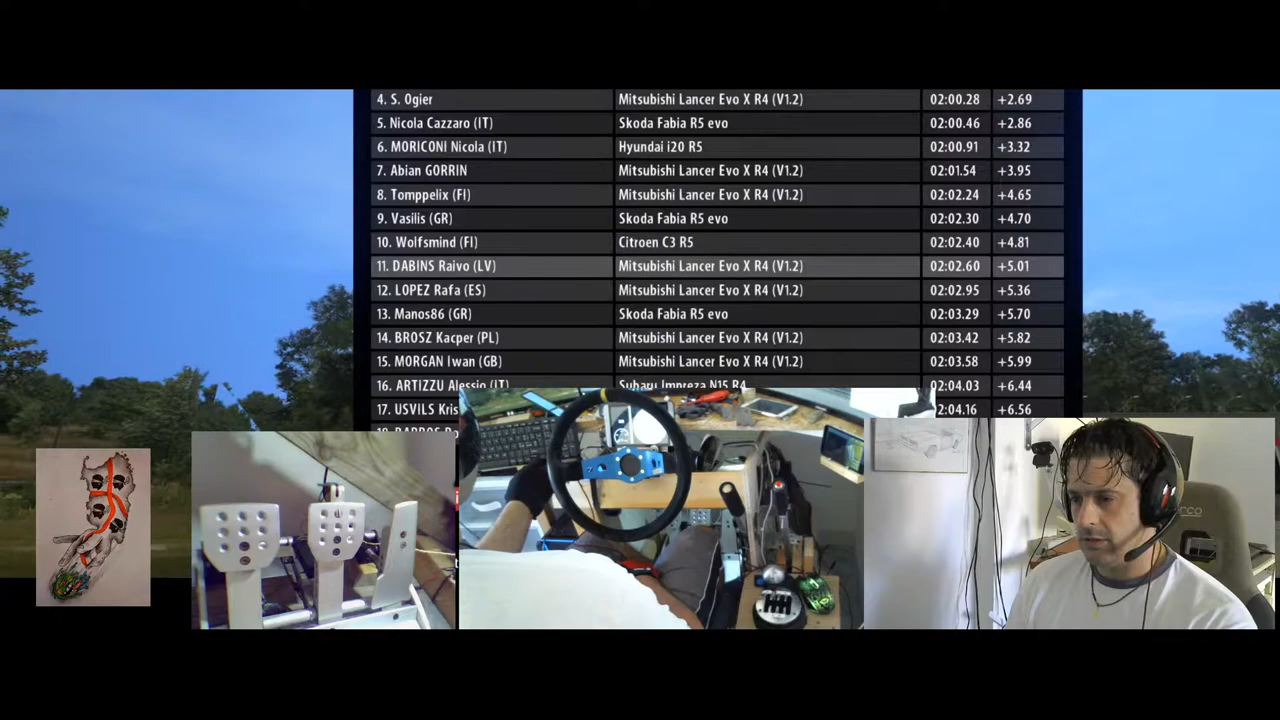 4. S. Ogier Mitsubishi Lancer Evo X R4 (V1.2) 02:00.28 +2.69
5. Nicola Cazzaro (IT) Skoda Fabia R5 evo 02:00.46 +2.86
6. MORICONI Nicola (IT) Hyundai i20 R5 02:00.91 +3.32
7. Abian GORRIN Mitsubishi Lancer Evo X R4 (V1.2) 02:01.54 +3.95
8. Tomppelix (FI) Mitsubishi Lancer Evo X R4 (V1.2) 02:02.24 +4.65
9. Vasilis (GR) Skoda Fabia R5 evo 02:02.30 +4.70
10. Wolfsmind (FI) Citroen C3 R5 02:02.40 +4.81
11. DABINS Raivo (LV) Mitsubishi Lancer Evo X R4 (V1.2) 02:02.60 +5.01
12. LOPEZ Rafa (ES) Mitsubishi Lancer Evo X R4 (V1.2) 02:02.95 +5.36
13. Manos86 (GR) Skoda Fabia R5 evo 02:03.29 +5.70
14. BROSZ Kacper (PL) Mitsubishi Lancer Evo X R4 (V1.2) 02:03.42 +5.82
15. MORGAN Iwan (GB) Mitsubishi Lancer Evo X R4 (V1.2) 02:03.58 +5.99
16. ARTIZZU Alessio (IT) Subaru Impreza N15 R4 02:04.03 +6.44
17. USVILS Kris 02:04.16 +6.56